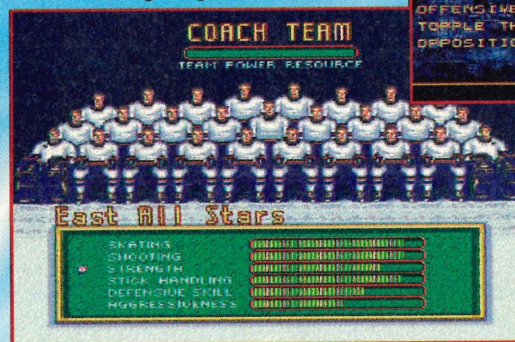 COACH TEAM
TEAM POWER RESOURCE
East All Stars
SKATING
SHOOTING
STRENGTH
STICK HANDLING
DEFENSIVE SKILL
AGGRESSIVENESS
OFFENSIVE
TOPPLE TH
OPPOSITIO